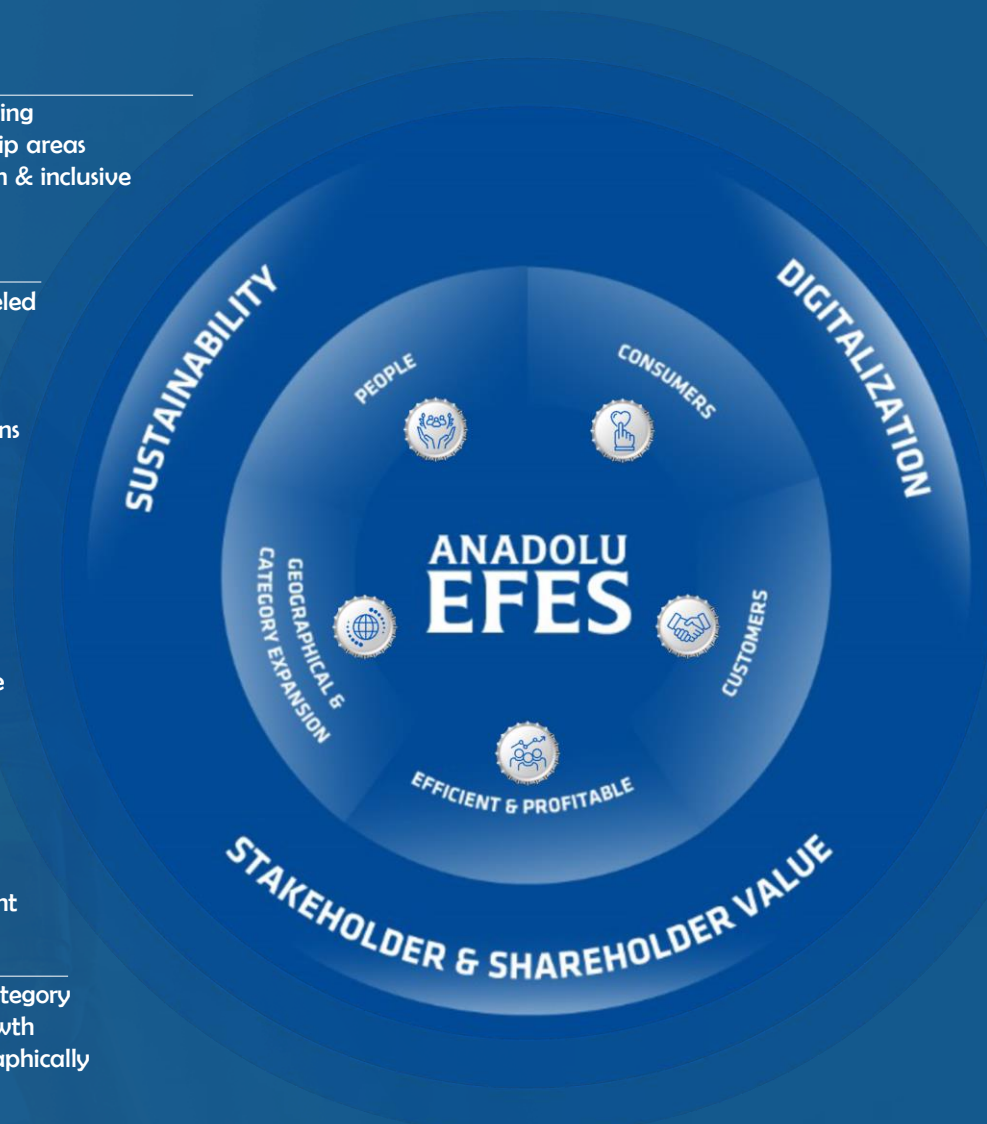 ing
ip areas
n & inclusive
eled
ns
e
nt
tegory
wth
aphically
SUSTAINABILITY
DIGITALIZATION
PEOPLE
CONSUMERS
GEOGRAPHICAL &
CATEGORY EXPANSION
ANADOLU
EFES
CUSTOMERS
EFFICIENT & PROFITABLE
STAKEHOLDER & SHAREHOLDER VALUE